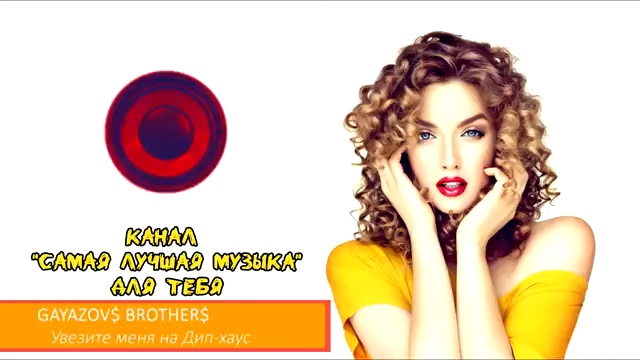 КАНАЛ
"САМАЯ ЛУЧШАЯ МУЗЫКА"
ДЛЯ ТЕБЯ
GAYAZOV$ BROTHER$
Увезите меня на Дип-хаус